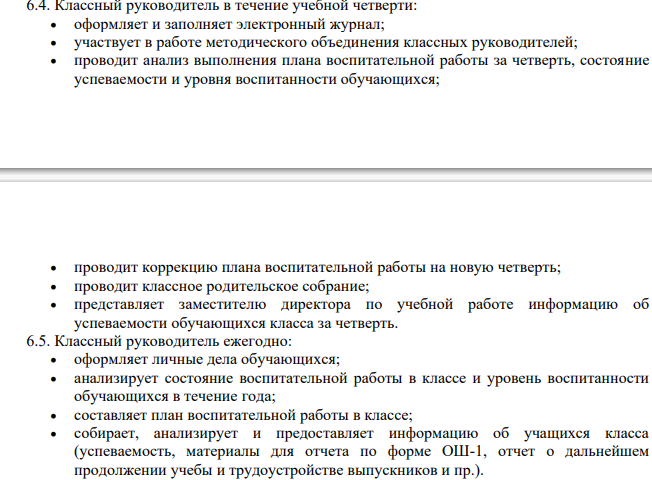 6.4. Классный руководитель в течение учебной четверти:
• оформляет и заполняет электронный журнал;
• участвует в работе методического объединения классных руководителей;
• проводит анализ выполнения плана воспитательной работы за четверть, состояние
успеваемости и уровня воспитанности обучающихся;
• проводит коррекцию плана воспитательной работы на новую четверть;
• проводит классное родительское собрание;
• представляет заместителю директора по учебной работе информацию об
успеваемости обучающихся класса за четверть.
6.5. Классный руководитель ежегодно:
• оформляет личные дела обучающихся;
• анализирует состояние воспитательной работы в классе и уровень воспитанности
обучающихся в течение года;
• составляет план воспитательной работы в классе;
• собирает, анализирует и предоставляет информацию об учащихся класса
(успеваемость, материалы для отчета по форме ОШ-1, отчет о дальнейшем
продолжении учебы и трудоустройстве выпускников и пр.).